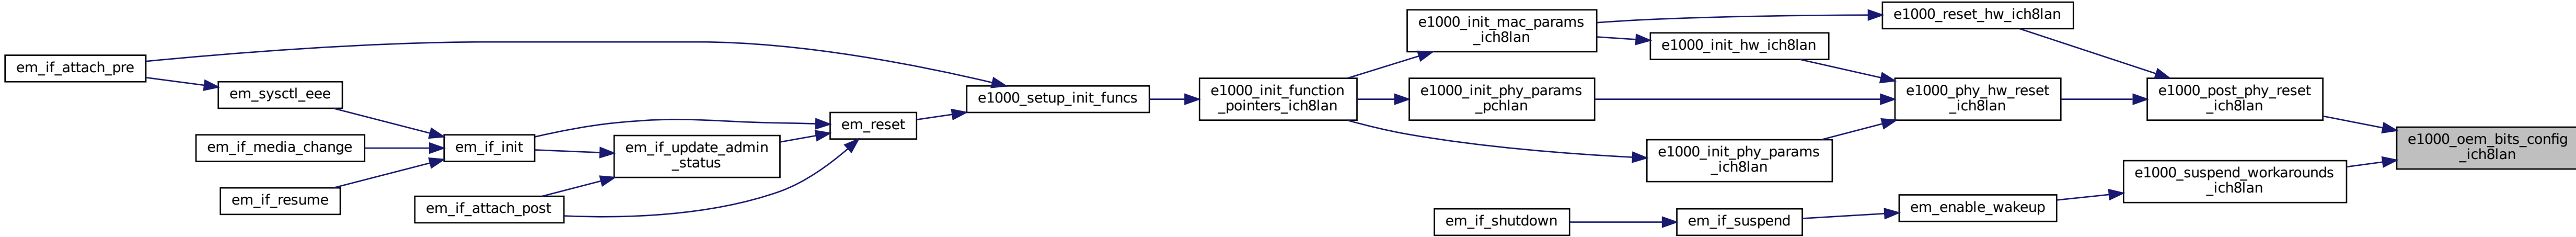 em_if_attach_pre
em_sysctl_eee
em_if_media_change
em_if_resume
em_if_init
em_if_attach_post
em_if_update_admin
_status
em_reset
e1000_setup_init_funcs
e1000_init_function
_pointers_ich8lan
e1000_init_mac_params
_ich8lan
e1000_init_phy_params
_pchlan
e1000_init_phy_params
_ich8lan
e1000_init_hw_ich8lan
e1000_reset_hw_ich8lan
e1000_phy_hw_reset
_ich8lan
e1000_post_phy_reset
_ich8lan
em_if_shutdown
em_if_suspend
em_enable_wakeup
e1000_suspend_workarounds
_ich8lan
e1000_oem_bits_config
_ich8lan